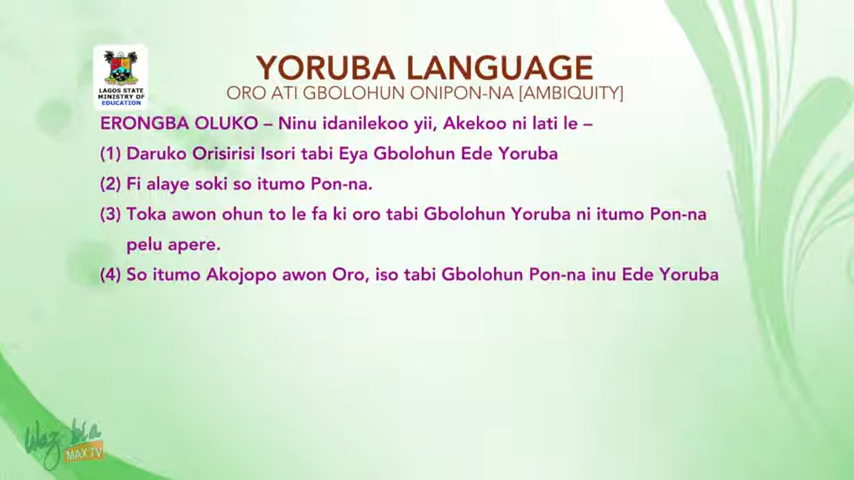 LAGOS STATE
MINISTRY OF
EDUCATION
YORUBA LANGUAGE
ORO ATI GBOLOHUN ONIPON-NA [AMBIQUITY]
ERONGBA OLUKO – Ninu idanilekoo yii, Akekoo ni lati le –
(1) Daruko Orisirisi Isori tabi Eya Gbolohun Ede Yoruba
(2) Fi alaye soki so itumo Pon-na.
(3) Toka awon ohun to le fa ki oro tabi Gbolohun Yoruba ni itumo Pon-na
pelu apere.
(4) So itumo Akojopo awon Oro, iso tabi Gbolohun Pon-na inu Ede Yoruba
Wazobia
MAX TV